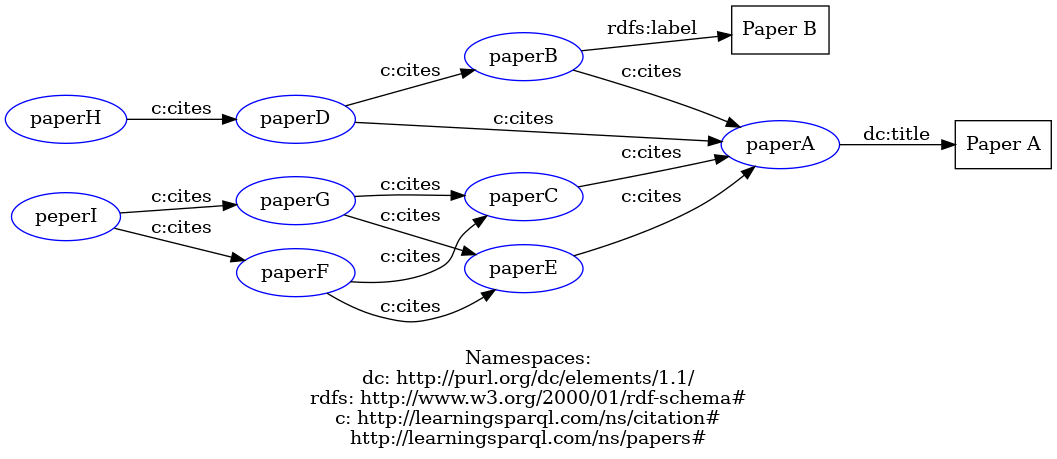 rdfs:label
Paper B
paperB
c:cites
c:cites
paperH
c:cites
paperD
c:cites
paperA
dc:title
Paper A
c:cites
c:cites
paperG
c:cites
paperC
peperI
c:cites
c:cites
c:cites
paperF
c:cites
paperE
c:cites
Namespaces:
dc: http://purl.org/dc/elements/1.1/
rdfs: http://www.w3.org/2000/01/rdf-schema#
c: http://learningsparql.com/ns/citation#
http://learningsparql.com/ns/papers#